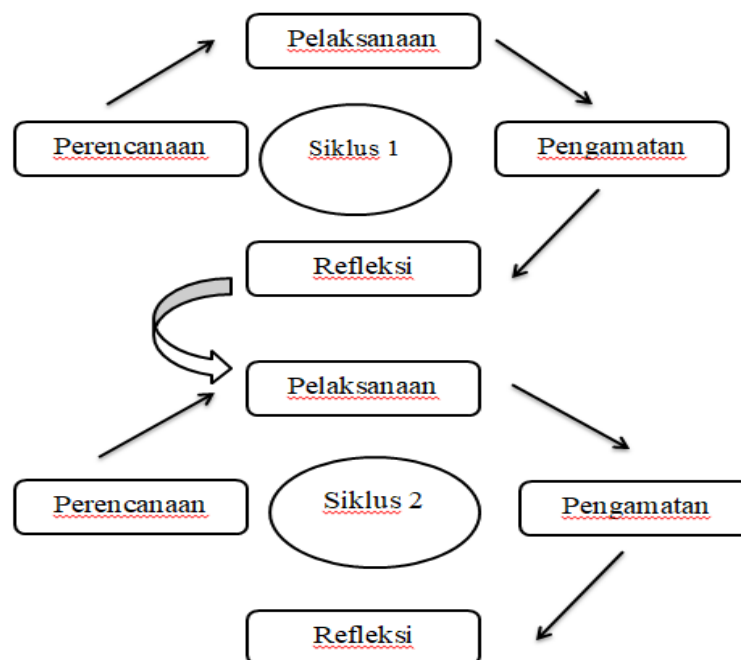 Pelaksanaan
Perencanaan
Siklus 1
Pengamatan
Refleksi
Pelaksanaan
Perencanaan
Siklus 2
Pengamatan
Refleksi